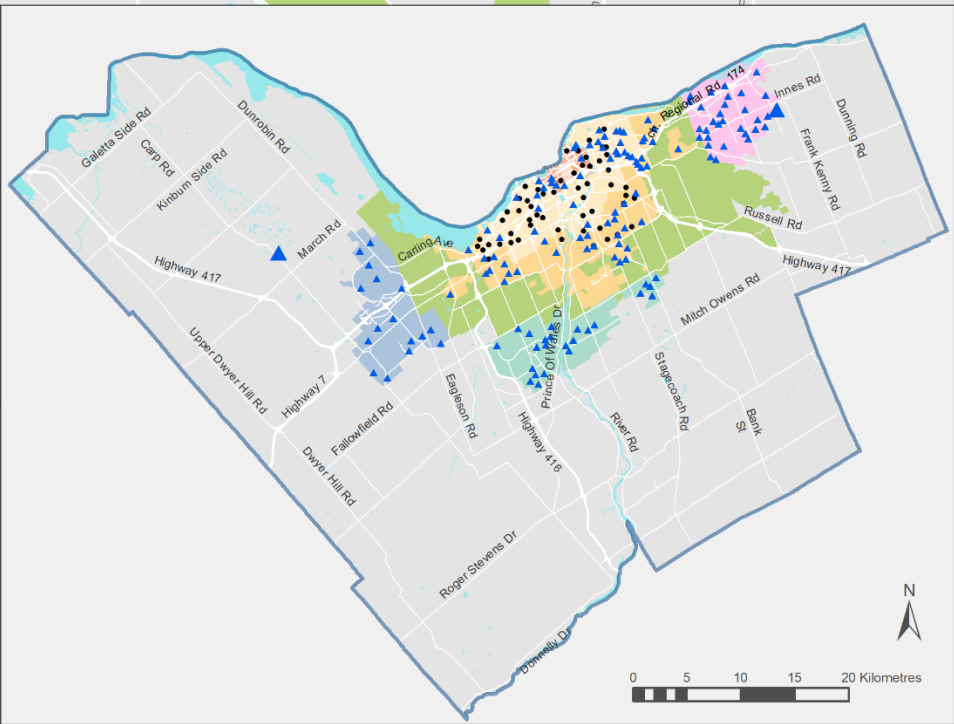 Regional Rd 174
Innes Rd
Dunning Rd
Galetta Side Rd
Dunrobin Rd
Carp Rd
Kinburn Side Rd
Frank Kenny Rd
March Rd
Carling Ave
Russell Rd
Highway 417
Highway 417
Mitch Owens Rd
Upper Dwyer Hill Rd
Highway 7
Prince Of Wales Dr
Eagleson Rd
Fallowfield Rd
Stagecoach Rd
Bank
St
River Rd
Highway 416
Dwyer Hill Rd
Roger Stevens Dr
Donnelly Dr
N
0 5 10 15 20 Kilometres